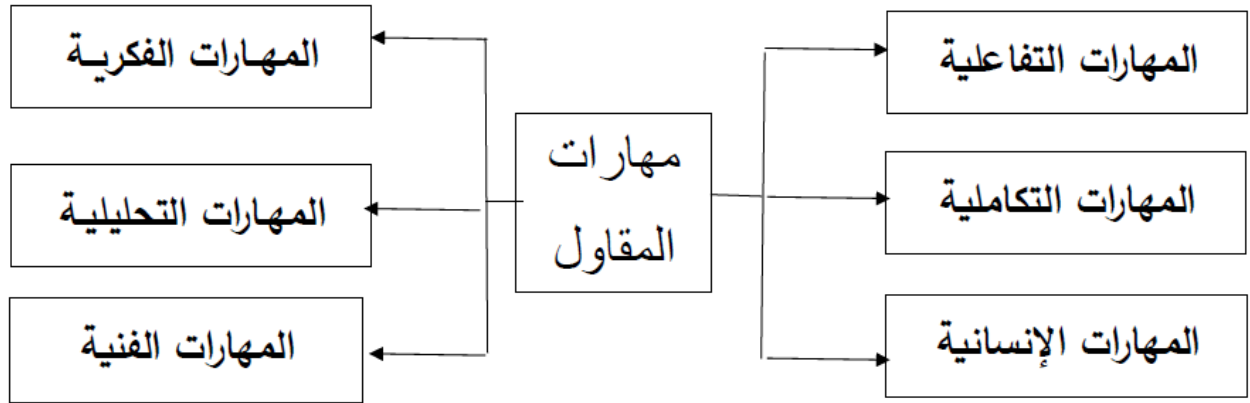 مهارات
المقاول
المهارات التفاعلية
المهارات التكاملية
المهارات الإنسانية
المهارات الفكرية
المهارات التحليلية
المهارات الفنية